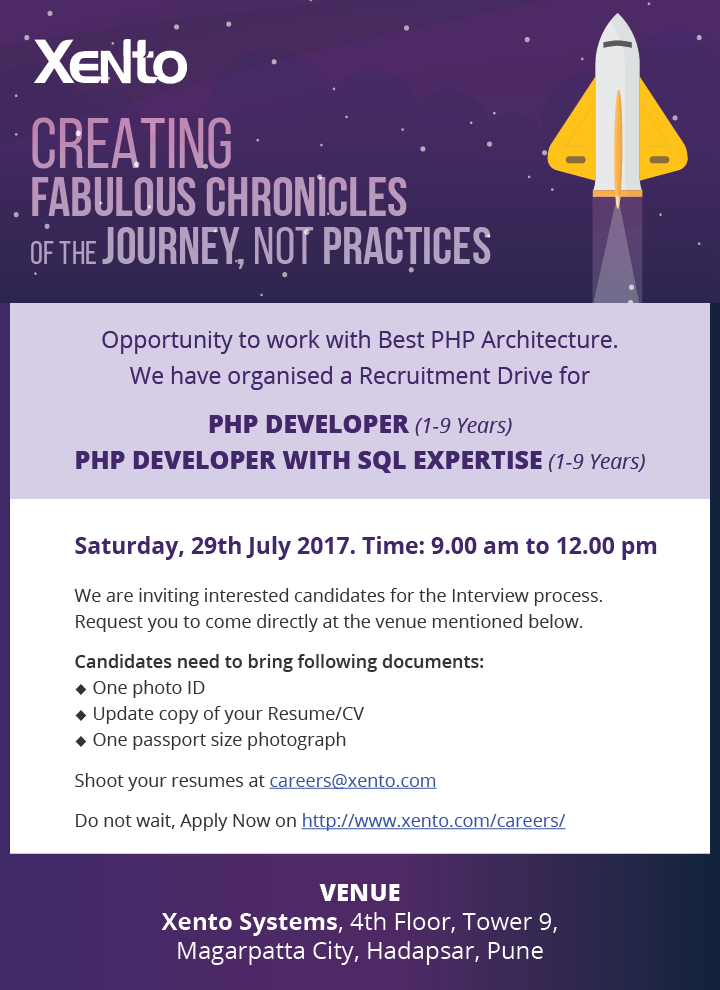 Xento
CREATING
FABULOUS CHRONICLES
OF THE JOURNEY, NOT PRACTICES
Opportunity to work with Best PHP Architecture.
We have organised a Recruitment Drive for
PHP DEVELOPER (1-9 Years)
PHP DEVELOPER WITH SQL EXPERTISE (1-9 Years)
Saturday, 29th July 2017. Time: 9.00 am to 12.00 pm
We are inviting interested candidates for the Interview process.
Request you to come directly at the venue mentioned below.
Candidates need to bring following documents:
◆ One photo ID
◆ Update copy of your Resume/CV
◆ One passport size photograph
Shoot your resumes at careers@xento.com
Do not wait, Apply Now on http://www.xento.com/careers/
VENUE
Xento Systems, 4th Floor, Tower 9,
Magarpatta City, Hadapsar, Pune